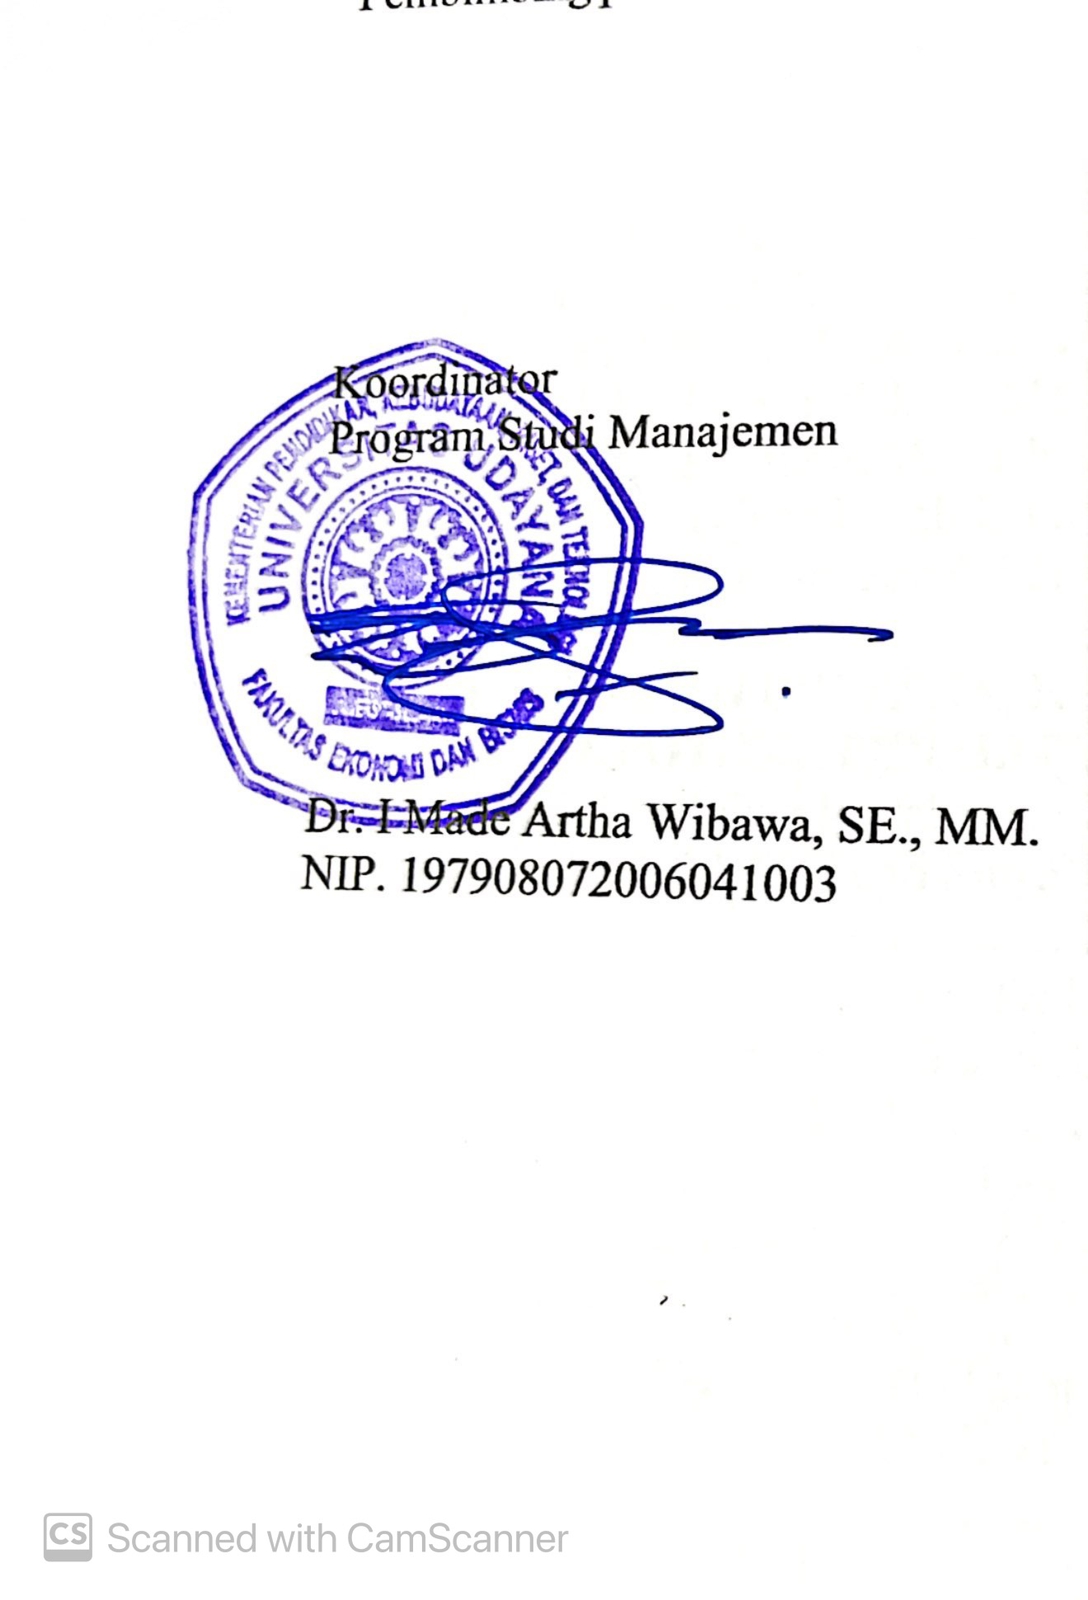 Koordinator
Program Studi Manajemen
KEMENTERIAN PENDIDIKAN, KEBUDAYAAN, RISET, DAN TEKNOLOGI
UNIVERSITAS UDAYANA
FAKULTAS EKONOMI DAN BISNIS
Dr. I Made Artha Wibawa, SE., MM.
NIP. 197908072006041003
CS Scanned with CamScanner